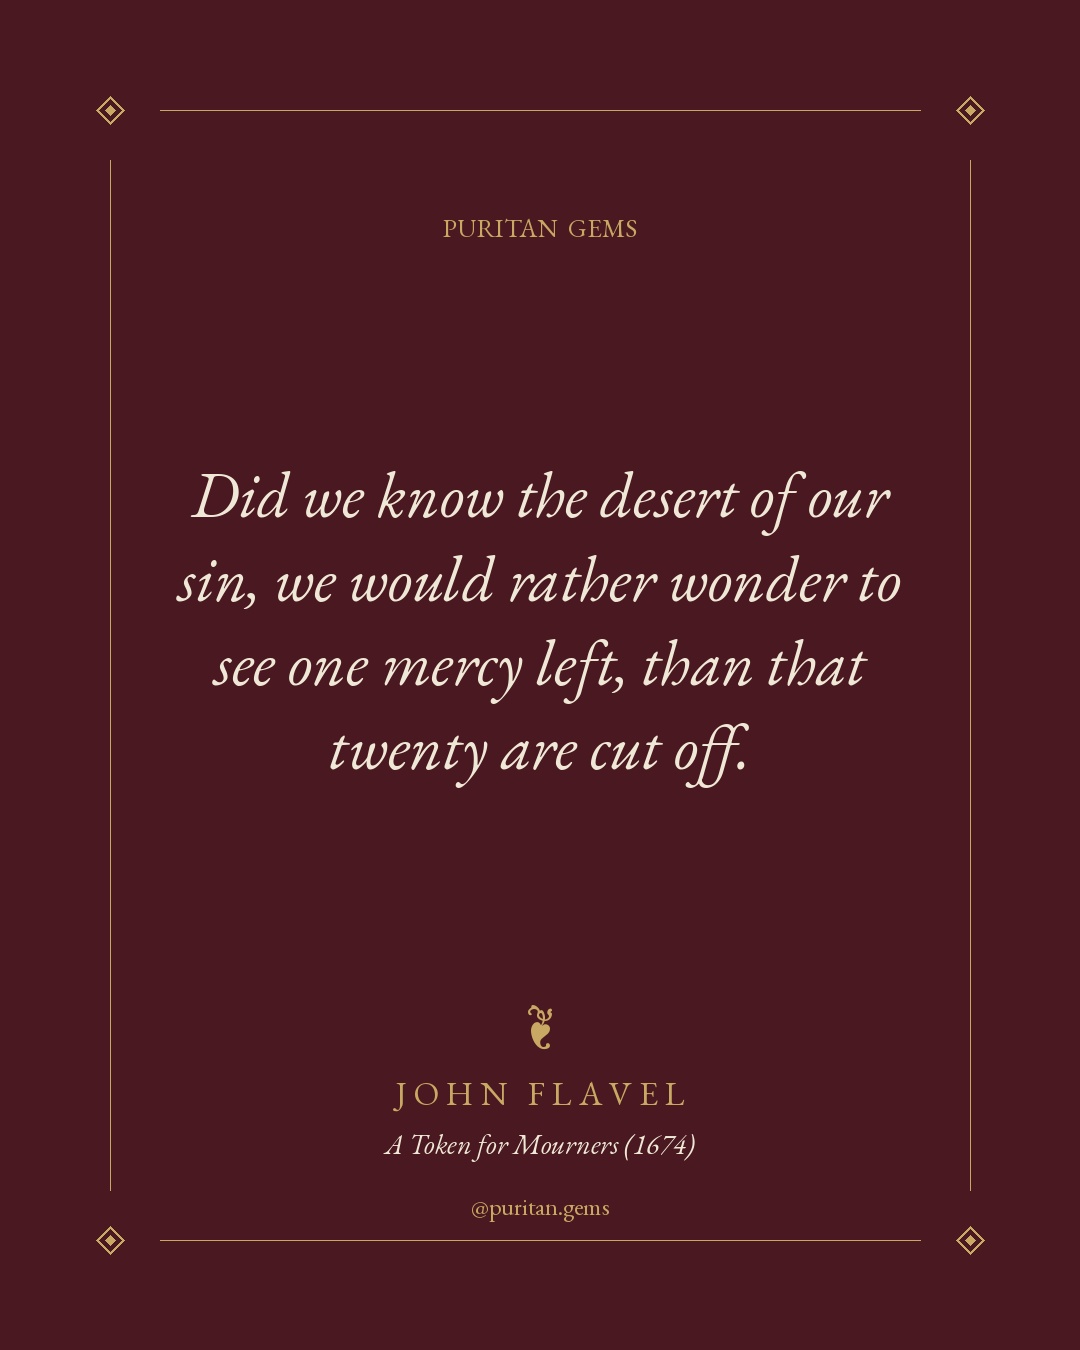 PURITAN GEMS
Did we know the desert of our
sin, we would rather wonder to
see one mercy left, than that
twenty are cut off.
JOHN FLAVEL
A Token for Mourners (1674)
@puritan.gems